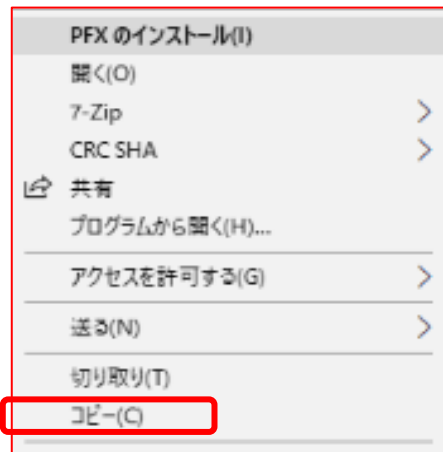 PFX のインストール(I)
開く(O)
7-Zip
CRC SHA
共有
プログラムから開く(H)...
アクセスを許可する(G)
送る(N)
切り取り(T)
コピー(C)